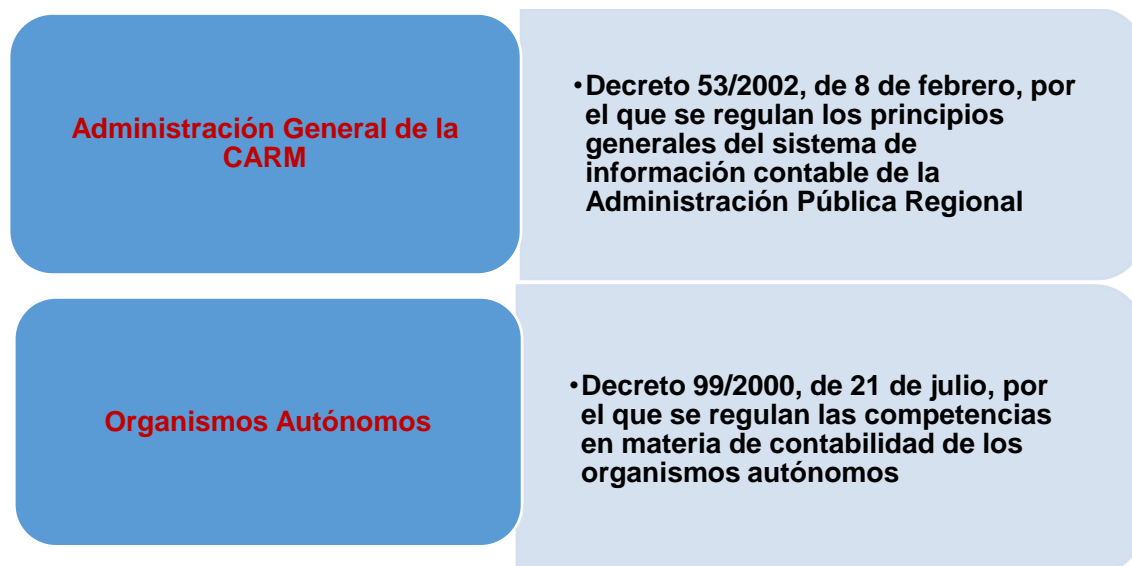 Administración General de la
CARM
•Decreto 53/2002, de 8 de febrero, por
el que se regulan los principios
generales del sistema de
información contable de la
Administración Pública Regional
Organismos Autónomos
•Decreto 99/2000, de 21 de julio, por
el que se regulan las competencias
en materia de contabilidad de los
organismos autónomos